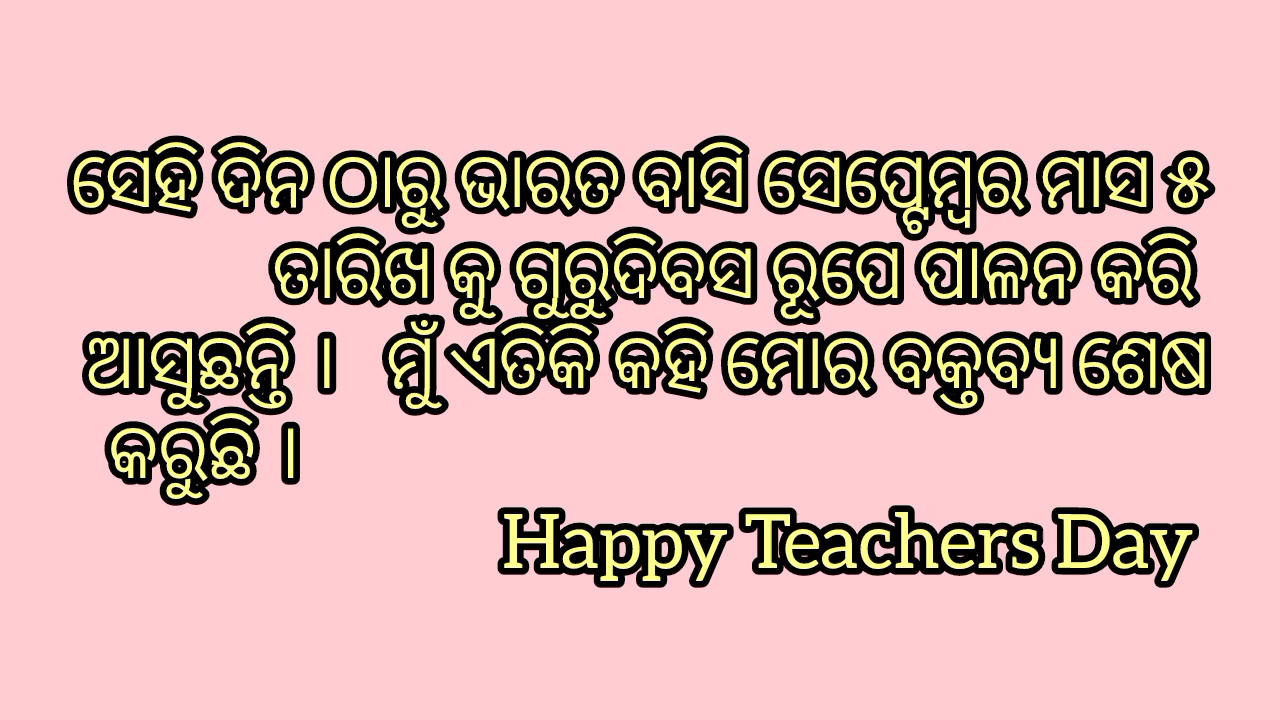 ସେହି ଦିନ ଠାରୁ ଭାରତ ବାସି ସେପ୍ଟେମ୍ବର ମାସ ୫
ତାରିଖ କୁ ଗୁରୁଦିବସ ରୂପେ ପାଳନ କରି
ଆସୁଛନ୍ତି । ମୁଁ ଏତିକି କହି ମୋର ବକ୍ତବ୍ୟ ଶେଷ
କରୁଛି ।
Happy Teachers Day